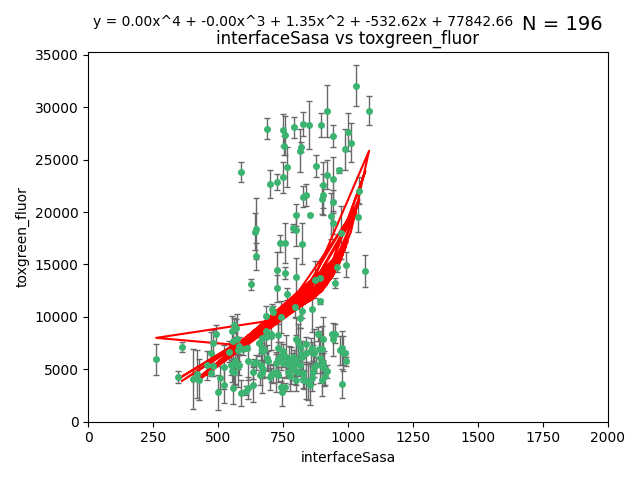 y = 0.00x^4 + -0.00x^3 + 1.35x^2 + -532.62x + 77842.66 N = 196
interfaceSasa vs toxgreen_fluor
35000
30000
25000
20000
15000
10000
5000
0
toxgreen_fluor
0 250 500 750 1000 1250 1500 1750 2000
interfaceSasa